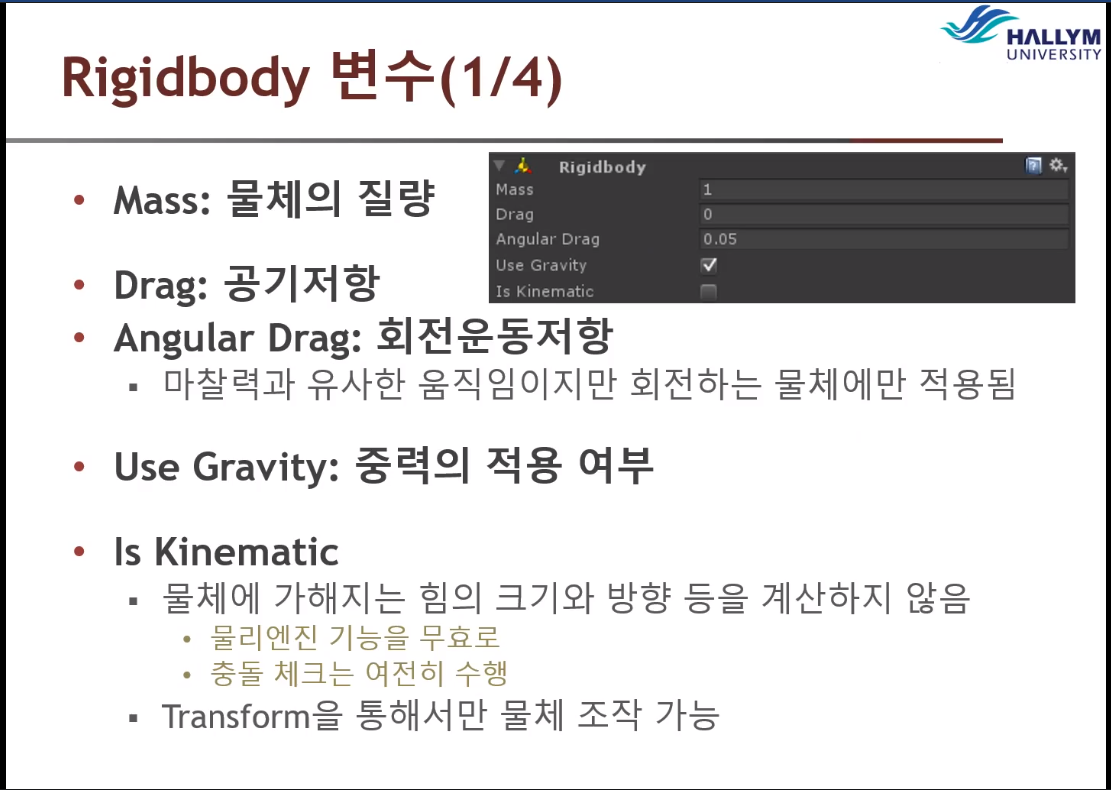 HALLYM
UNIVERSITY
Rigidbody 변수(1/4)
• Mass: 물체의 질량
Rigidbody
Mass 1
Drag 0
Angular Drag 0.05
Use Gravity
Is Kinematic
• Drag: 공기저항
• Angular Drag: 회전운동저항
▪ 마찰력과 유사한 움직임이지만 회전하는 물체에만 적용됨
• Use Gravity: 중력의 적용 여부
• Is Kinematic
▪ 물체에 가해지는 힘의 크기와 방향 등을 계산하지 않음
• 물리엔진 기능을 무효로
• 충돌 체크는 여전히 수행
▪ Transform을 통해서만 물체 조작 가능